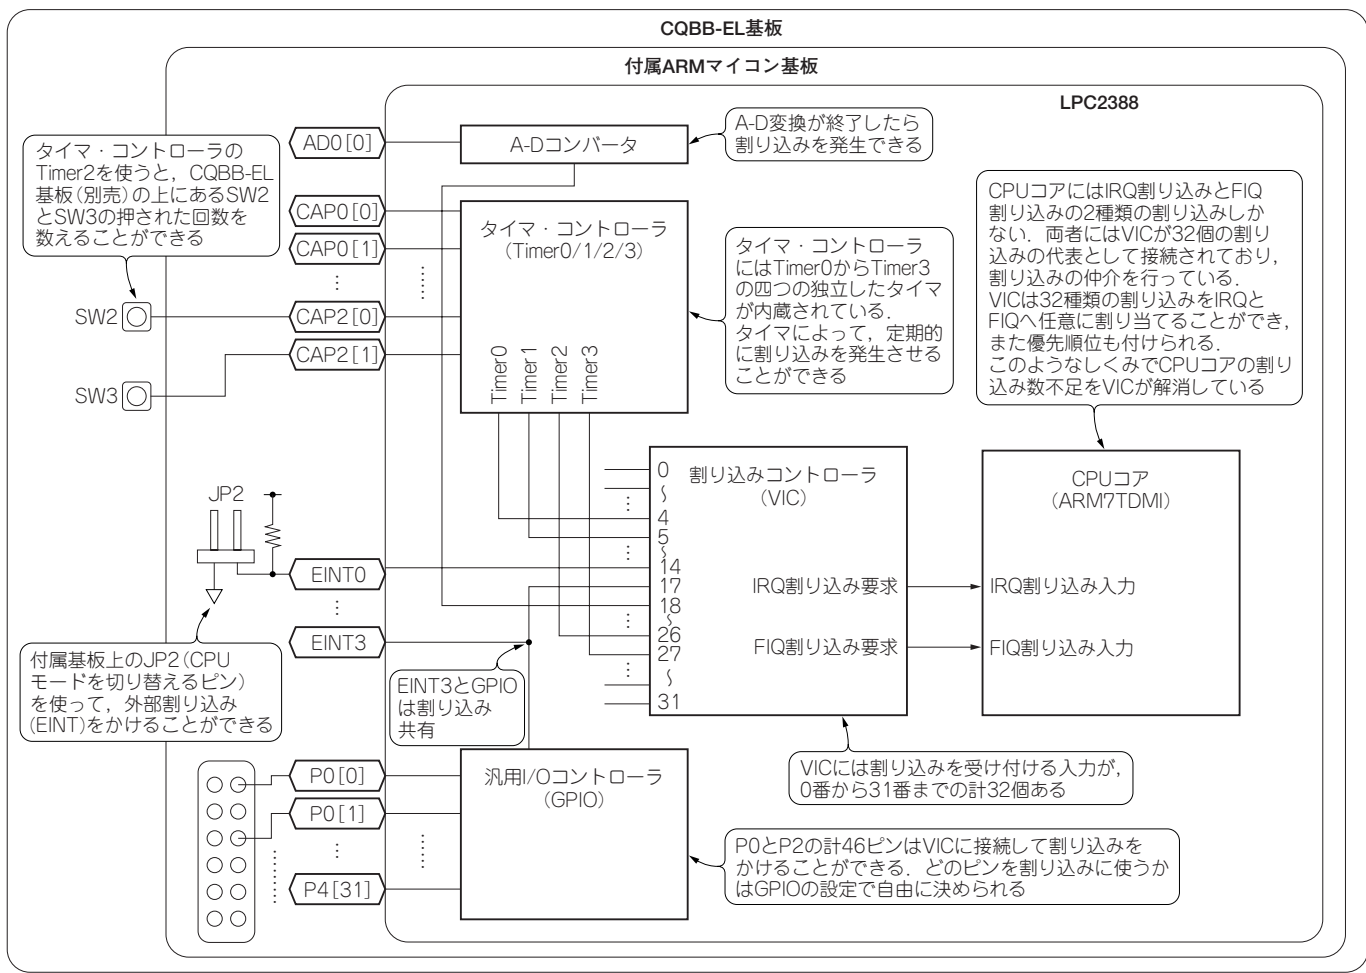 CQBB-EL基板
付属ARMマイコン基板
LPC2388
タイマ・コントローラの
Timer2を使うと，CQBB-EL
基板(別売)の上にあるSW2
とSW3の押された回数を
数えることができる
AD0[0]
A-Dコンバータ
A-D変換が終了したら
割り込みを発生できる
CAP0[0]
CAP0[1]
⋮
CAP2[0]
CAP2[1]
SW2
SW3
タイマ・コントローラ
(Timer0/1/2/3)
Timer0
Timer1
Timer2
Timer3
タイマ・コントローラ
にはTimer0からTimer3
の四つの独立したタイマ
が内蔵されている．
タイマによって，定期的
に割り込みを発生させる
ことができる
CPUコアにはIRQ割り込みとFIQ
割り込みの2種類の割り込みしか
ない．両者にはVICが32個の割り
込みの代表として接続されており，
割り込みの仲介を行っている．
VICは32種類の割り込みをIRQと
FIQへ任意に割り当てることができ，
また優先順位も付けられる．
このようなしくみでCPUコアの割り
込み数不足をVICが解消している
JP2
EINT0
⋮
EINT3
付属基板上のJP2(CPU
モードを切り替えるピン)
を使って，外部割り込み
(EINT)をかけることができる
EINT3とGPIO
は割り込み
共有
割り込みコントローラ
(VIC)
0
〜
4
5
〜
14
17
18
〜
26
27
〜
31
IRQ割り込み要求
FIQ割り込み要求
CPUコア
(ARM7TDMI)
IRQ割り込み入力
FIQ割り込み入力
VICには割り込みを受け付ける入力が，
0番から31番までの計32個ある
P0[0]
P0[1]
⋮
P4[31]
汎用I/Oコントローラ
(GPIO)
P0とP2の計46ピンはVICに接続して割り込みを
かけることができる．どのピンを割り込みに使うか
はGPIOの設定で自由に決められる